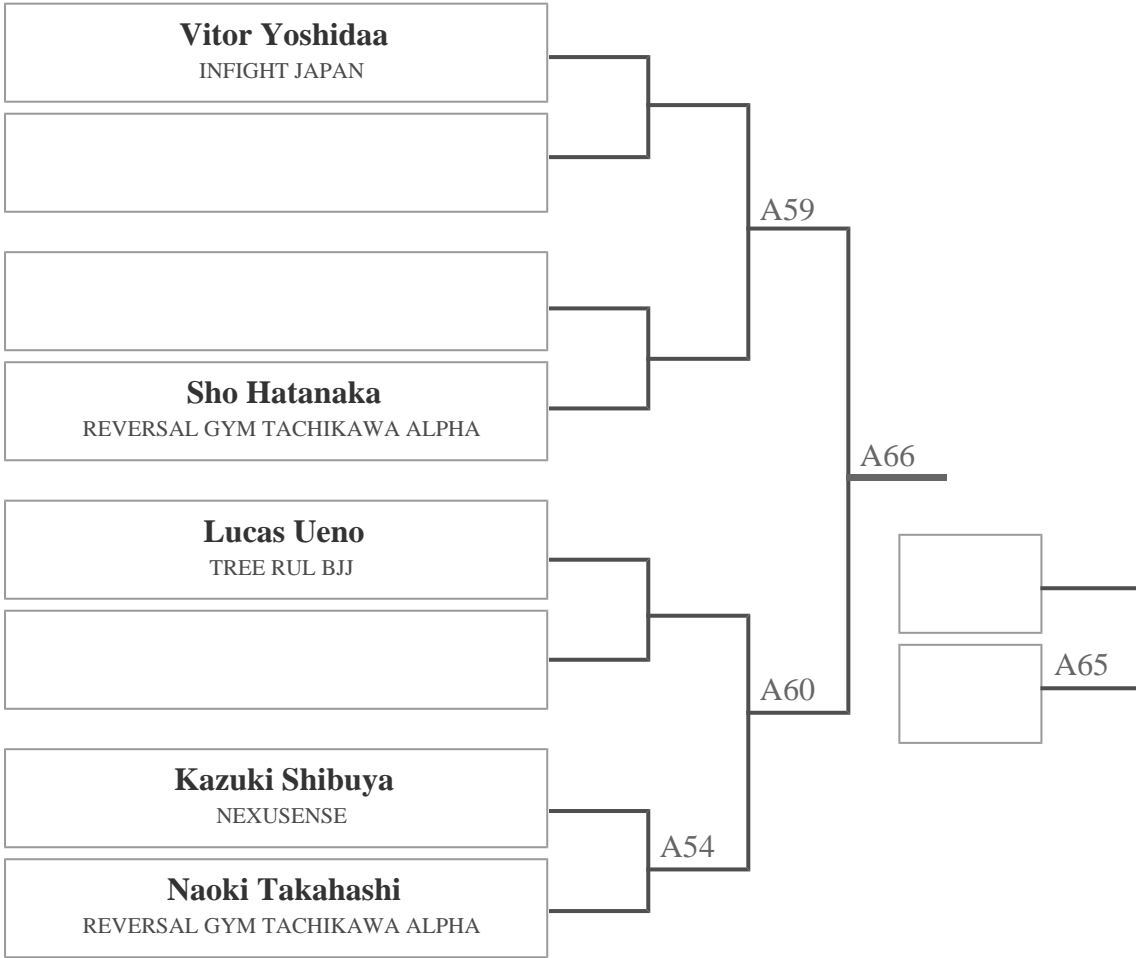 Vitor Yoshidaa
INFIGHT JAPAN
A59
Sho Hatanaka
REVERSAL GYM TACHIKAWA ALPHA
A66
Lucas Ueno
TREE RUL BJJ
A65
A60
Kazuki Shibuya
NEXUSENSE
A54
Naoki Takahashi
REVERSAL GYM TACHIKAWA ALPHA